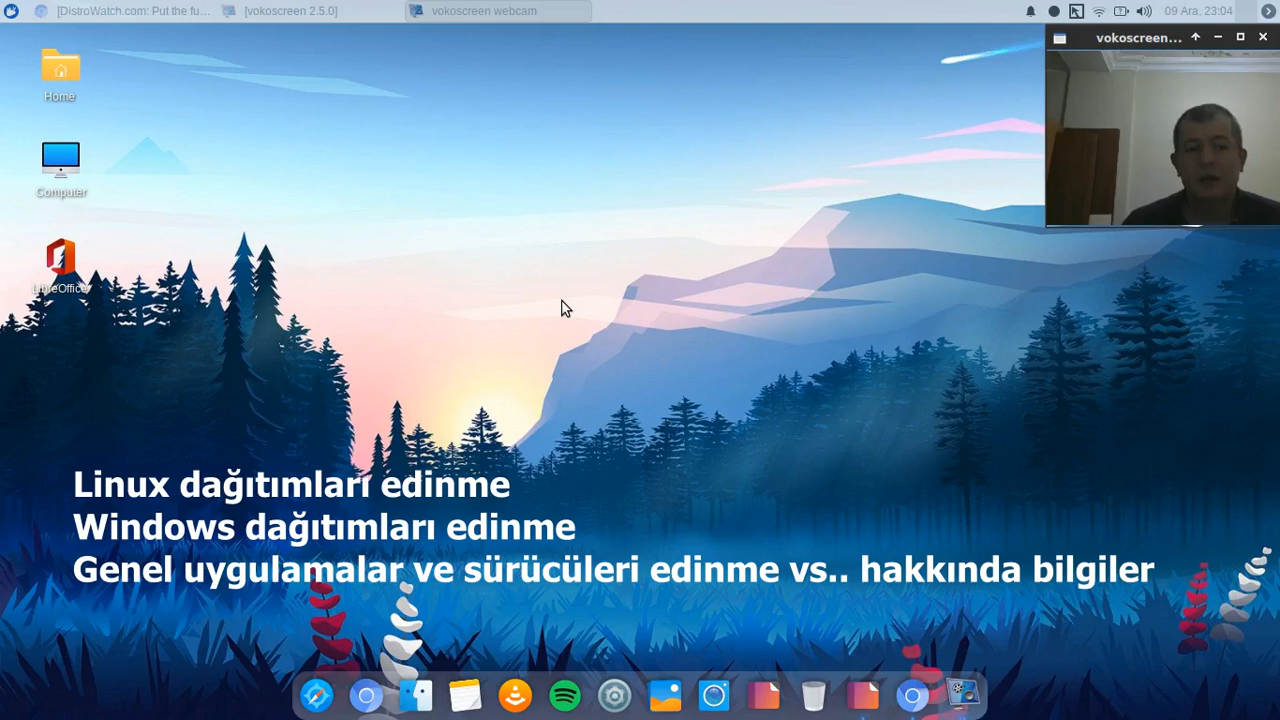 [DistroWatch.com: Put the fu...
[vokoscreen 2.5.0]
vokoscreen webcam
09 Ara, 23:04
vokoscreen...
Home
Computer
LibreOffice
Linux dağıtımları edinme
Windows dağıtımları edinme
Genel uygulamalar ve sürücüleri edinme vs.. hakkında bilgiler